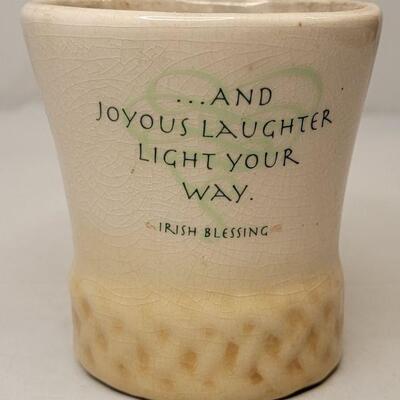 ...AND
JOYOUS LAUGHTER
LIGHT YOUR
WAY.
IRISH BLESSING